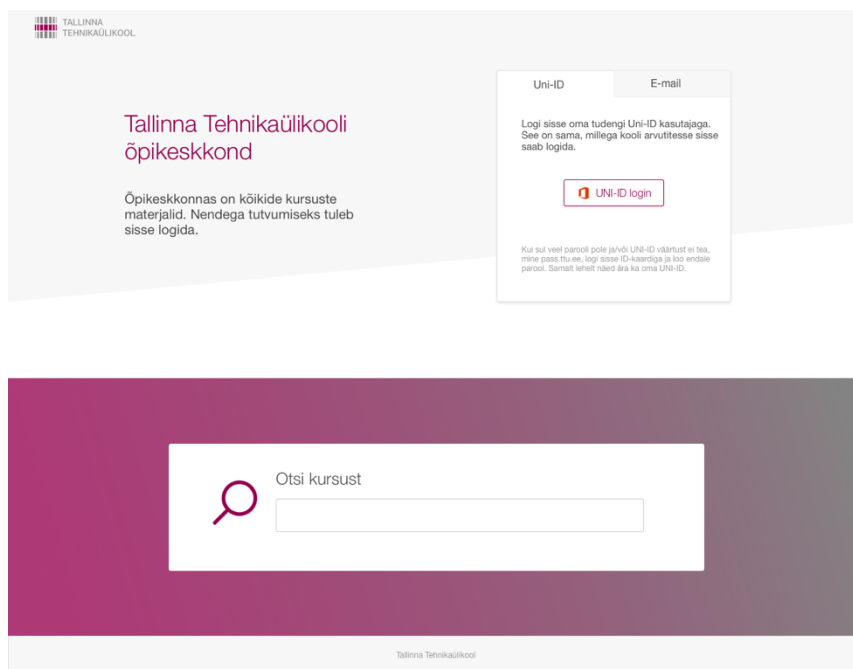 TALLINNA
TEHNIKAÜLIKOOL
Uni-ID
E-mail
Tallinna Tehnikaülikooli
õpikeskkond
Õpikeskkonnas on kõikide kursuste
materjalid. Nendega tutvumiseks tuleb
sisse logida.
Logi sisse oma tudengi Uni-ID kasutajaga.
See on sama, millega kooli arvutitesse sisse
saab logida.
UNI-ID login
Kui sul veel parooli pole ja/või UNI-ID väärtust ei tea,
mine pass.ttu.ee, logi sisse ID-kaardiga ja loo endale
parool. Samalt lehelt näed ära ka oma UNI-ID.
Otsi kursust
Tallinna Tehnikaülikool